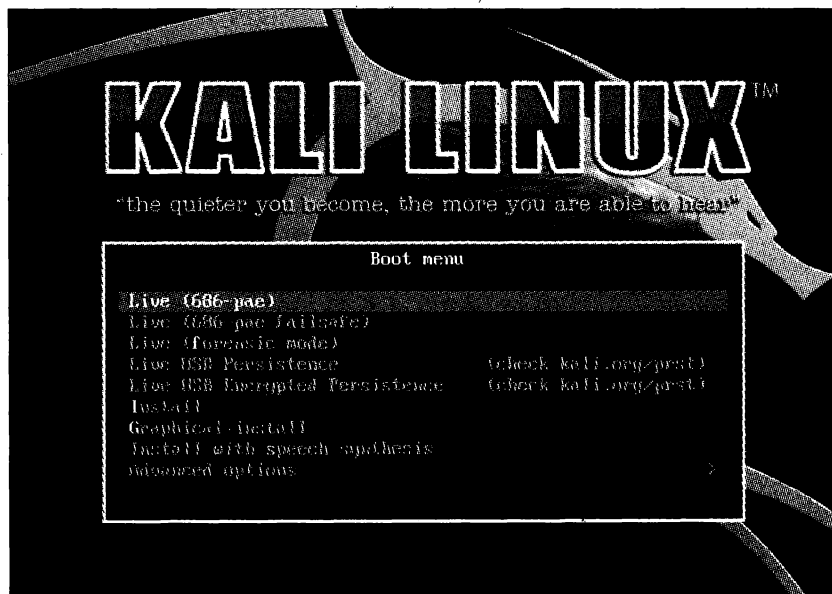 KALI LINUX™
"the quieter you become, the more you are able to hear"
Boot menu
Live (686-pae)
Live (686-pae failsafe)
Live (forensic mode)
Live USB Persistence (check kali.org/prst)
Live USB Encrypted Persistence (check kali.org/prst)
Install
Graphical install
Install with speech synthesis
Advanced options >